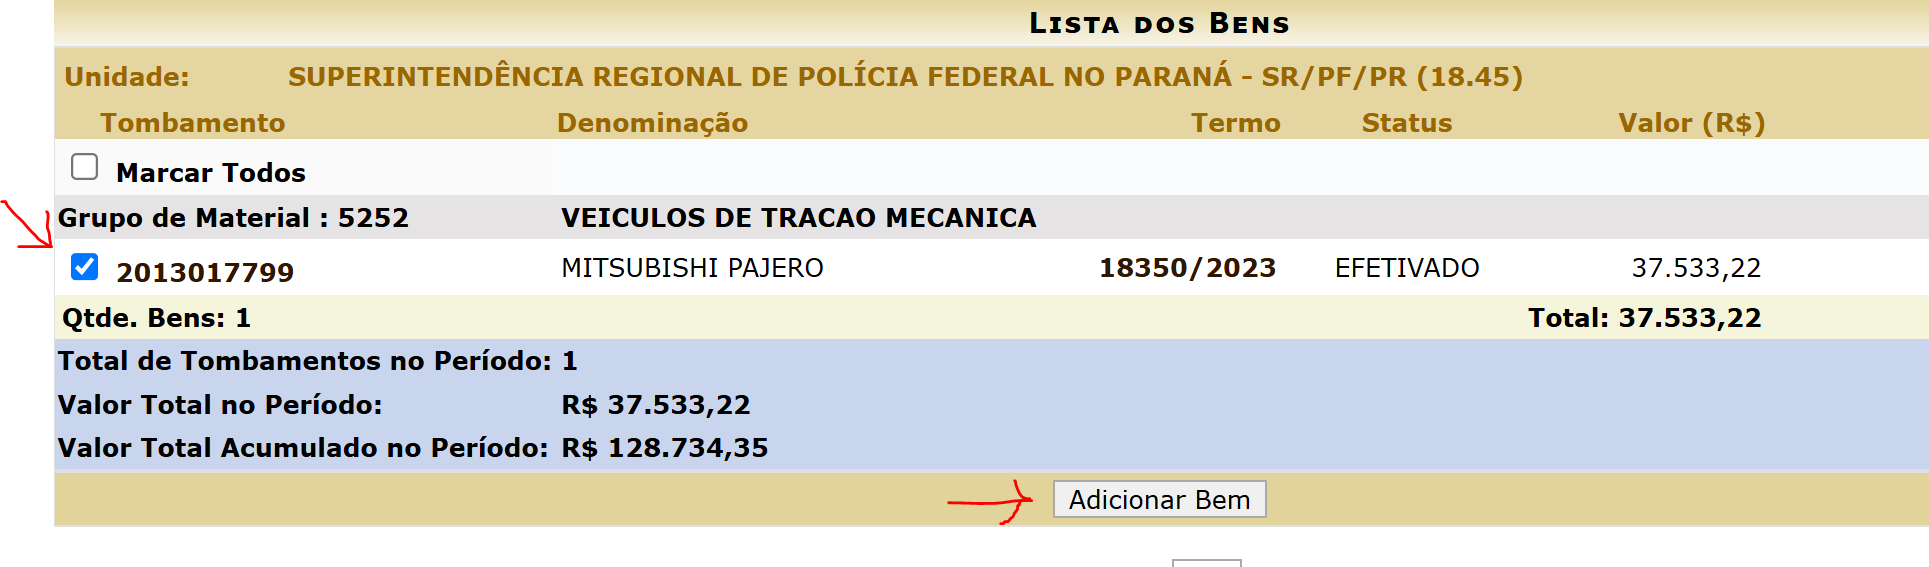 LISTA DOS BENS
Unidade: SUPERINTENDÊNCIA REGIONAL DE POLÍCIA FEDERAL NO PARANÁ - SR/PF/PR (18.45)
Tombamento Denominação Termo Status Valor (R$)
Marcar Todos
Grupo de Material : 5252 VEICULOS DE TRACAO MECANICA
2013017799 MITSUBISHI PAJERO 18350/2023 EFETIVADO 37.533,22
Qtde. Bens: 1 Total: 37.533,22
Total de Tombamentos no Período: 1
Valor Total no Período: R$ 37.533,22
Valor Total Acumulado no Período: R$ 128.734,35
Adicionar Bem